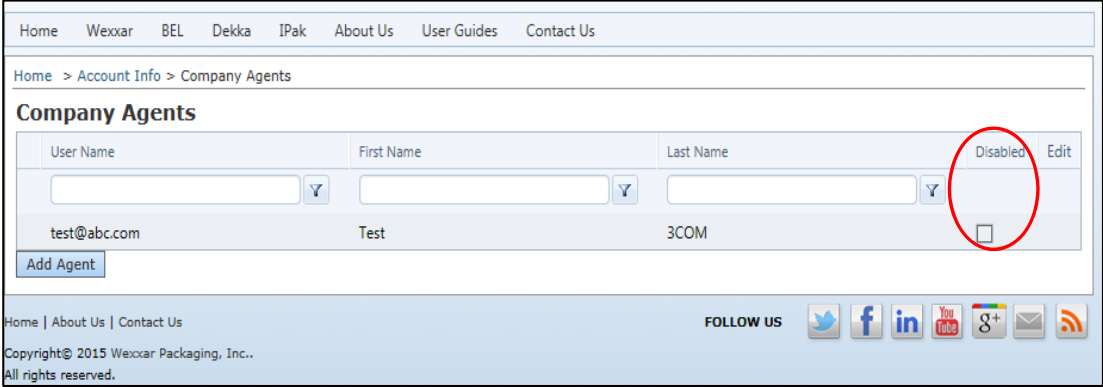 Home Wexxar BEL Dekka IPak About Us User Guides Contact Us
Home > Account Info > Company Agents
Company Agents
User Name First Name Last Name Disabled Edit
test@abc.com Test 3COM
Add Agent
Home | About Us | Contact Us FOLLOW US f in You Tube g+
Copyright© 2015 Wexxar Packaging, Inc..
All rights reserved.